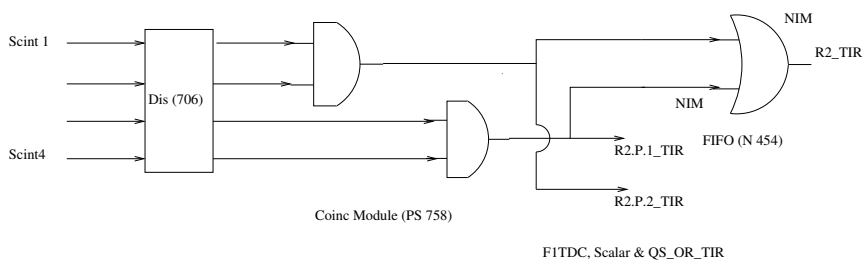 NIM
Scint 1
R2_TIR
Dis (706)
NIM
FIFO (N 454)
R2.P.1_TIR
Scint4
R2.P.2_TIR
Coinc Module (PS 758)
F1TDC, Scalar & QS_OR_TIR